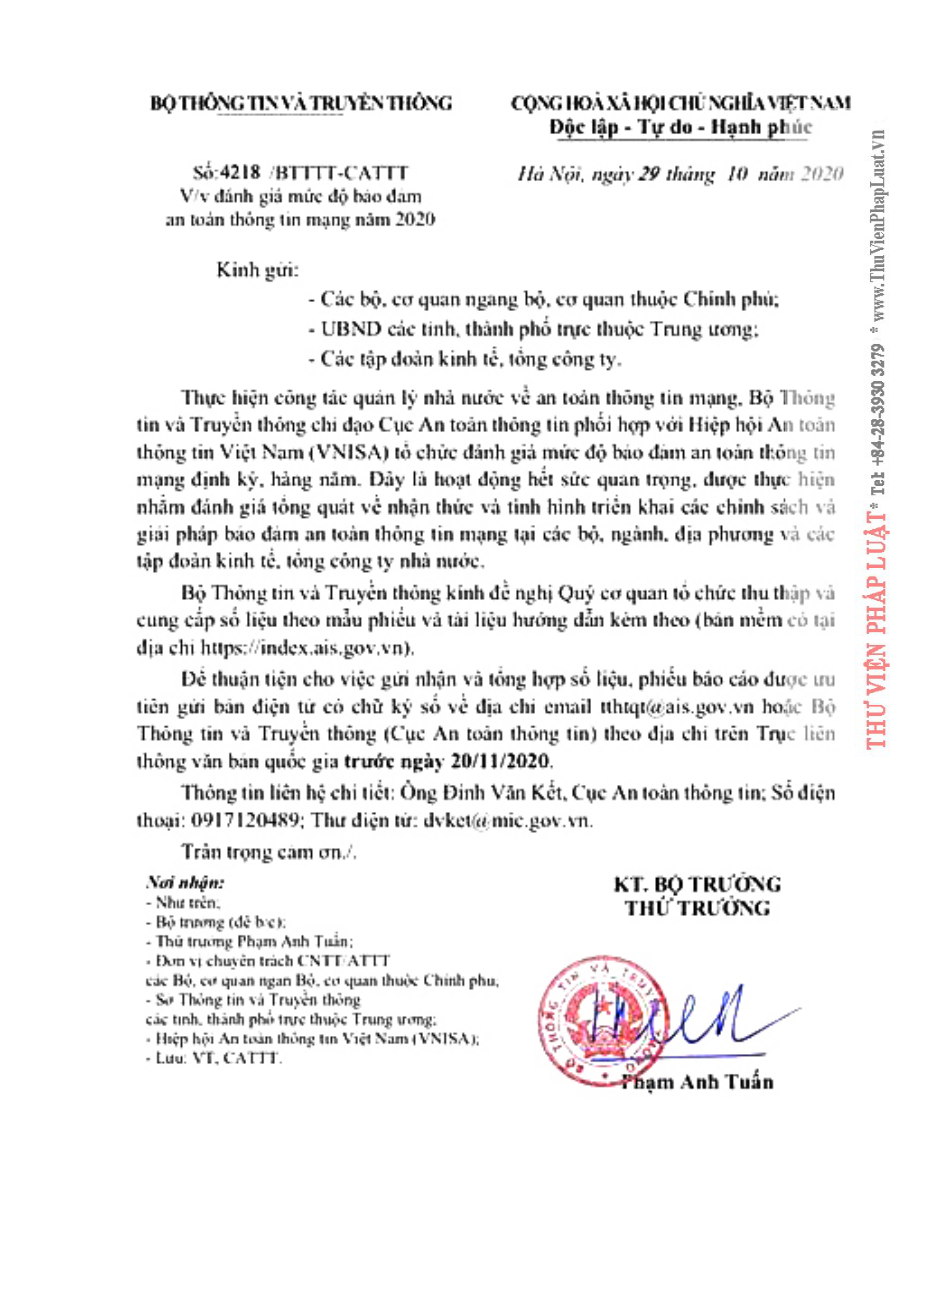 BỘ THÔNG TIN VÀ TRUYỀN THÔNG
CỘNG HOÀ XÃ HỘI CHỦ NGHĨA VIỆT NAM
Độc lập - Tự do - Hạnh phúc
Số:4218 /BTTTT-CATTT
V/v đánh giá mức độ bảo đảm
an toàn thông tin mạng năm 2020
Hà Nội, ngày 29 tháng 10 năm 2020
Kính gửi:
- Các bộ, cơ quan ngang bộ, cơ quan thuộc Chính phủ;
- UBND các tỉnh, thành phố trực thuộc Trung ương;
- Các tập đoàn kinh tế, tổng công ty.
Thực hiện công tác quản lý nhà nước về an toàn thông tin mạng, Bộ Thông
tin và Truyền thông chỉ đạo Cục An toàn thông tin phối hợp với Hiệp hội An toàn
thông tin Việt Nam (VNISA) tổ chức đánh giá mức độ bảo đảm an toàn thông tin
mạng định kỳ, hàng năm. Đây là hoạt động hết sức quan trọng, được thực hiện
nhằm đánh giá tổng quát về nhận thức và tình hình triển khai các chính sách và
giải pháp bảo đảm an toàn thông tin mạng tại các bộ, ngành, địa phương và các
tập đoàn kinh tế, tổng công ty nhà nước.
Bộ Thông tin và Truyền thông kính đề nghị Quý cơ quan tổ chức thu thập và
cung cấp số liệu theo mẫu phiếu và tài liệu hướng dẫn kèm theo (bản mềm có tại
địa chỉ https://index.ais.gov.vn).
Để thuận tiện cho việc gửi nhận và tổng hợp số liệu, phiếu báo cáo được ưu
tiên gửi bản điện tử có chữ ký số về địa chỉ email tthtqt@ais.gov.vn hoặc Bộ
Thông tin và Truyền thông (Cục An toàn thông tin) theo địa chỉ trên Trục liên
thông văn bản quốc gia trước ngày 20/11/2020.
Thông tin liên hệ chi tiết: Ông Đinh Văn Kết, Cục An toàn thông tin; Số điện
thoại: 0917120489; Thư điện tử: dvket@mic.gov.vn.
Trân trọng cảm ơn./.
Nơi nhận:
- Như trên;
- Bộ trưởng (để b/c);
- Thứ trưởng Phạm Anh Tuấn;
- Đơn vị chuyên trách CNTT/ATTT
các Bộ, cơ quan ngan Bộ, cơ quan thuộc Chính phủ,
- Sở Thông tin và Truyền thông
các tỉnh, thành phố trực thuộc Trung ương;
- Hiệp hội An toàn thông tin Việt Nam (VNISA);
- Lưu: VT, CATTT.
KT. BỘ TRƯỞNG
THỨ TRƯỞNG
BỘ THÔNG TIN VÀ TRUYỀN THÔNG
Phạm Anh Tuấn
THƯ VIỆN PHÁP LUẬT * Tel: +84-28-3930 3279 * www.ThuVienPhapLuat.vn